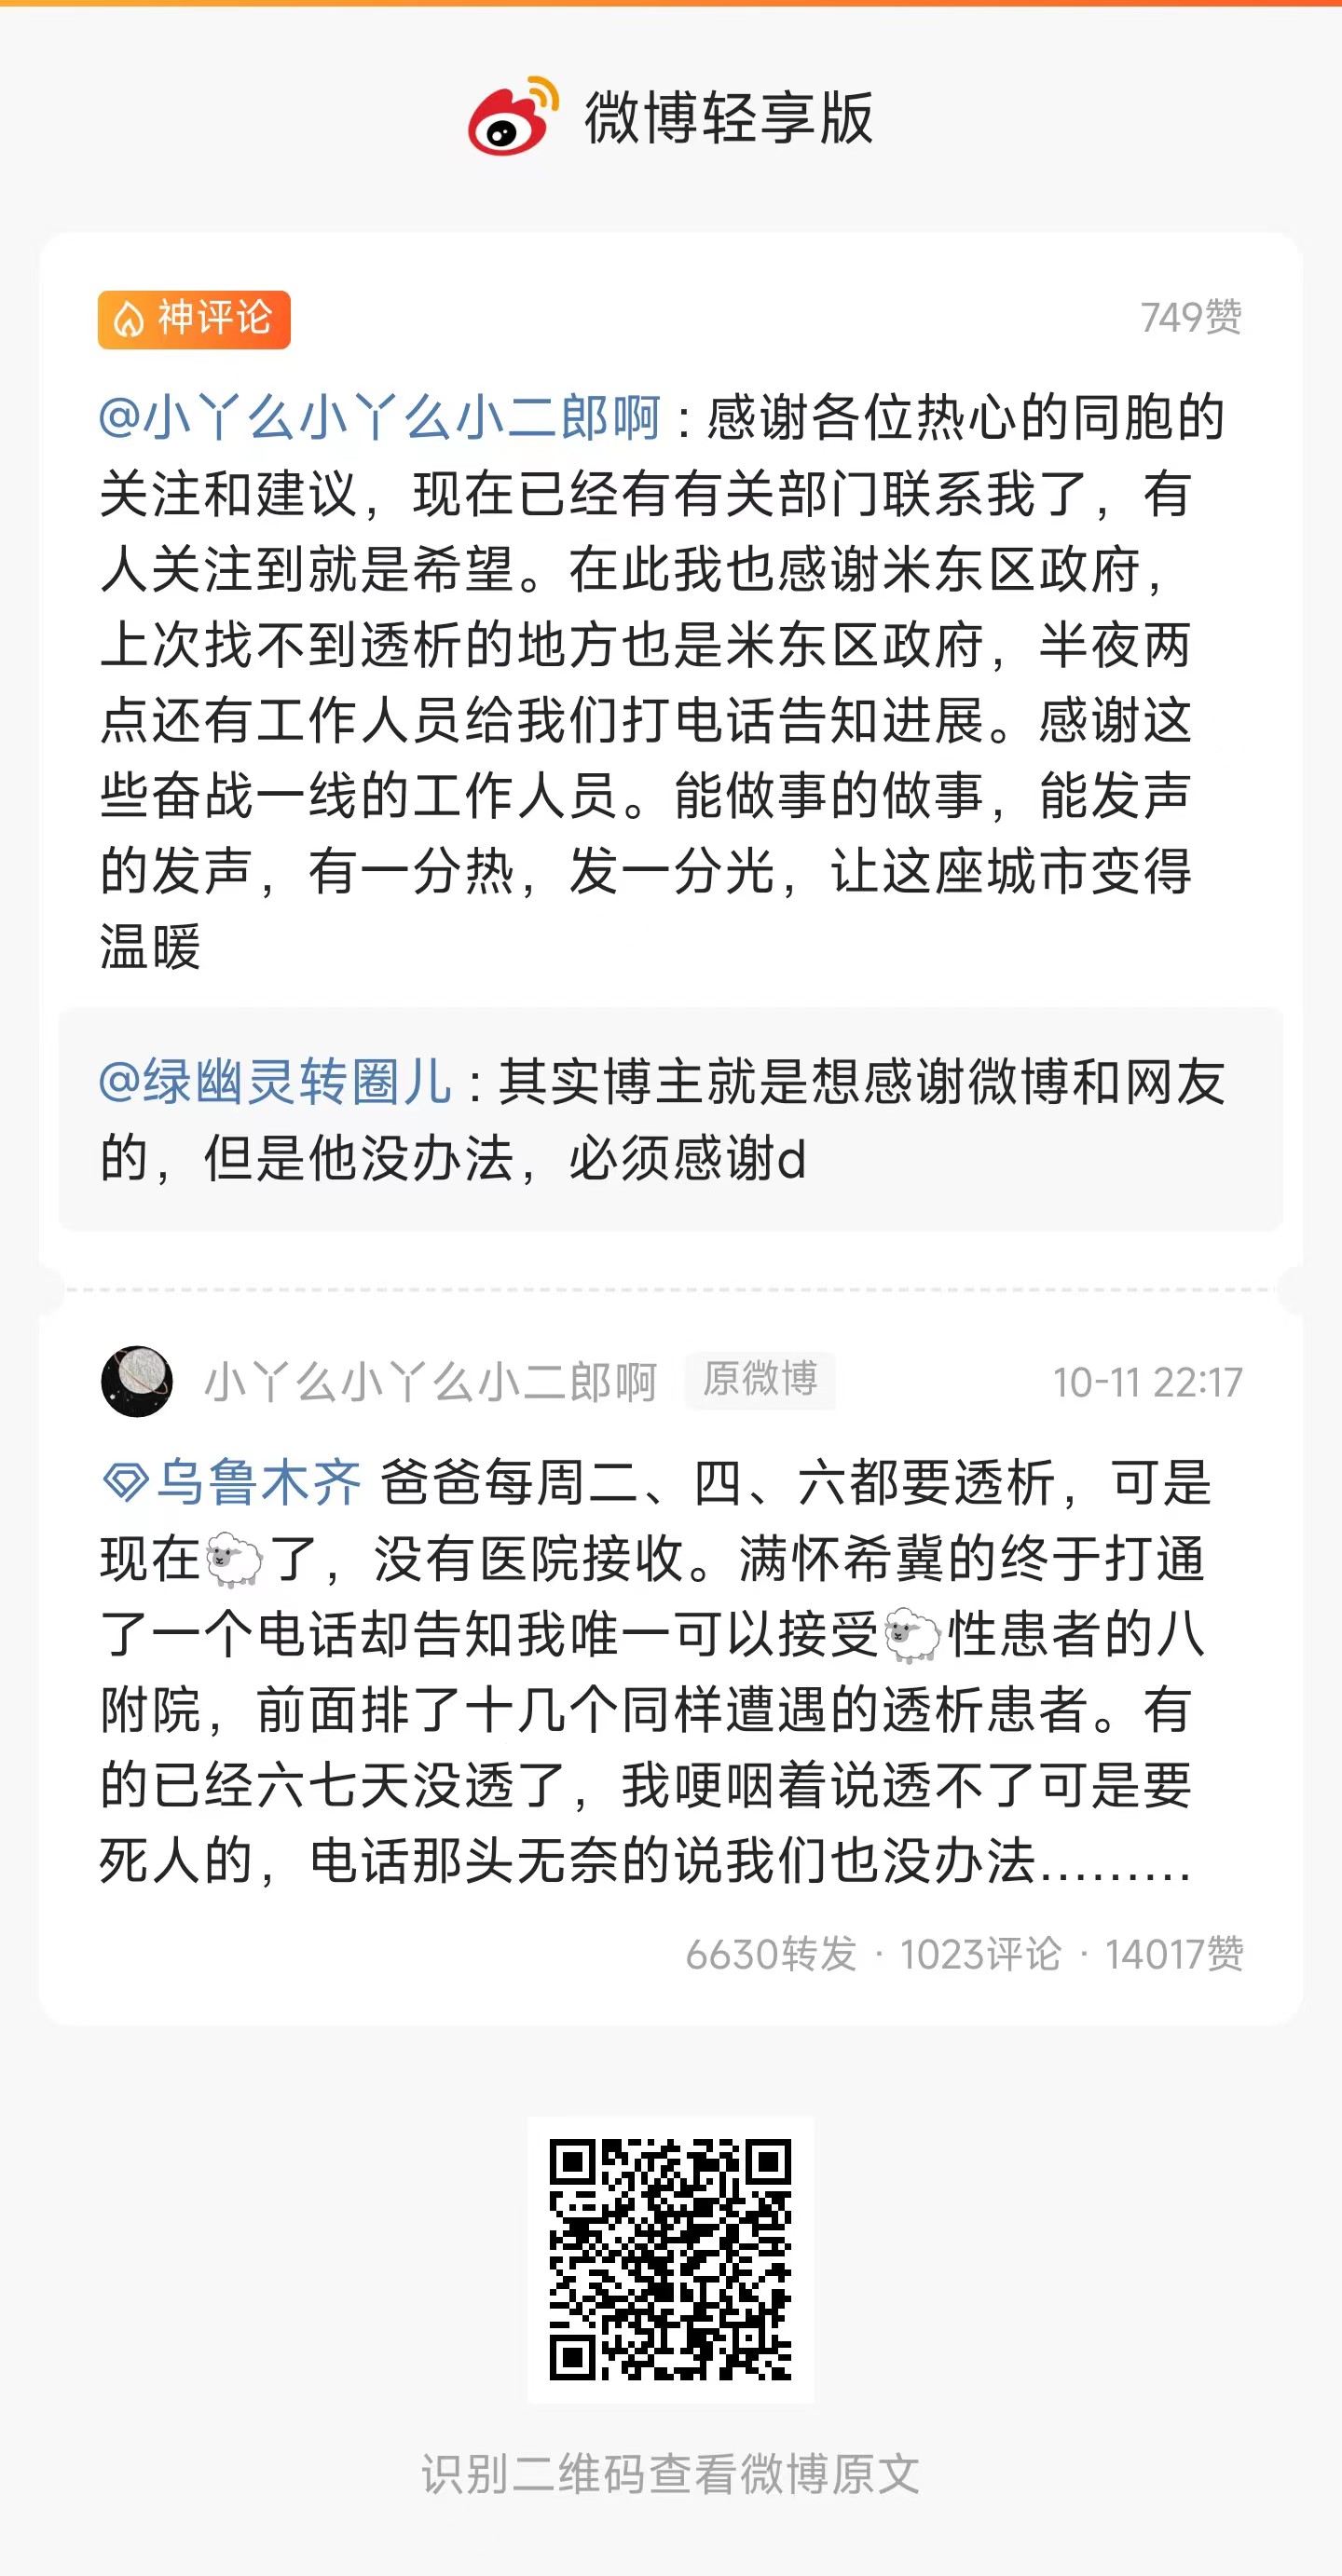 微博轻享版
神评论
749赞
@小丫么小丫么小二郎啊：感谢各位热心的同胞的
关注和建议，现在已经有有关部门联系我了，有
人关注到就是希望。在此我也感谢米东区政府，
上次找不到透析的地方也是米东区政府，半夜两
点还有工作人员给我们打电话告知进展。感谢这
些奋战一线的工作人员。能做事的做事，能发声
的发声，有一分热，发一分光，让这座城市变得
温暖
@绿幽灵转圈儿：其实博主就是想感谢微博和网友
的，但是他没办法，必须感谢d
小丫么小丫么小二郎啊 原微博 10-11 22:17
乌鲁木齐 爸爸每周二、四、六都要透析，可是
现在🐑了，没有医院接收。满怀希冀的终于打通
了一个电话却告知我唯一可以接受🐑性患者的八
附院，前面排了十几个同样遭遇的透析患者。有
的已经六七天没透了，我哽咽着说透不了可是要
死人的，电话那头无奈的说我们也没办法.........
6630转发 · 1023评论 · 14017赞
识别二维码查看微博原文